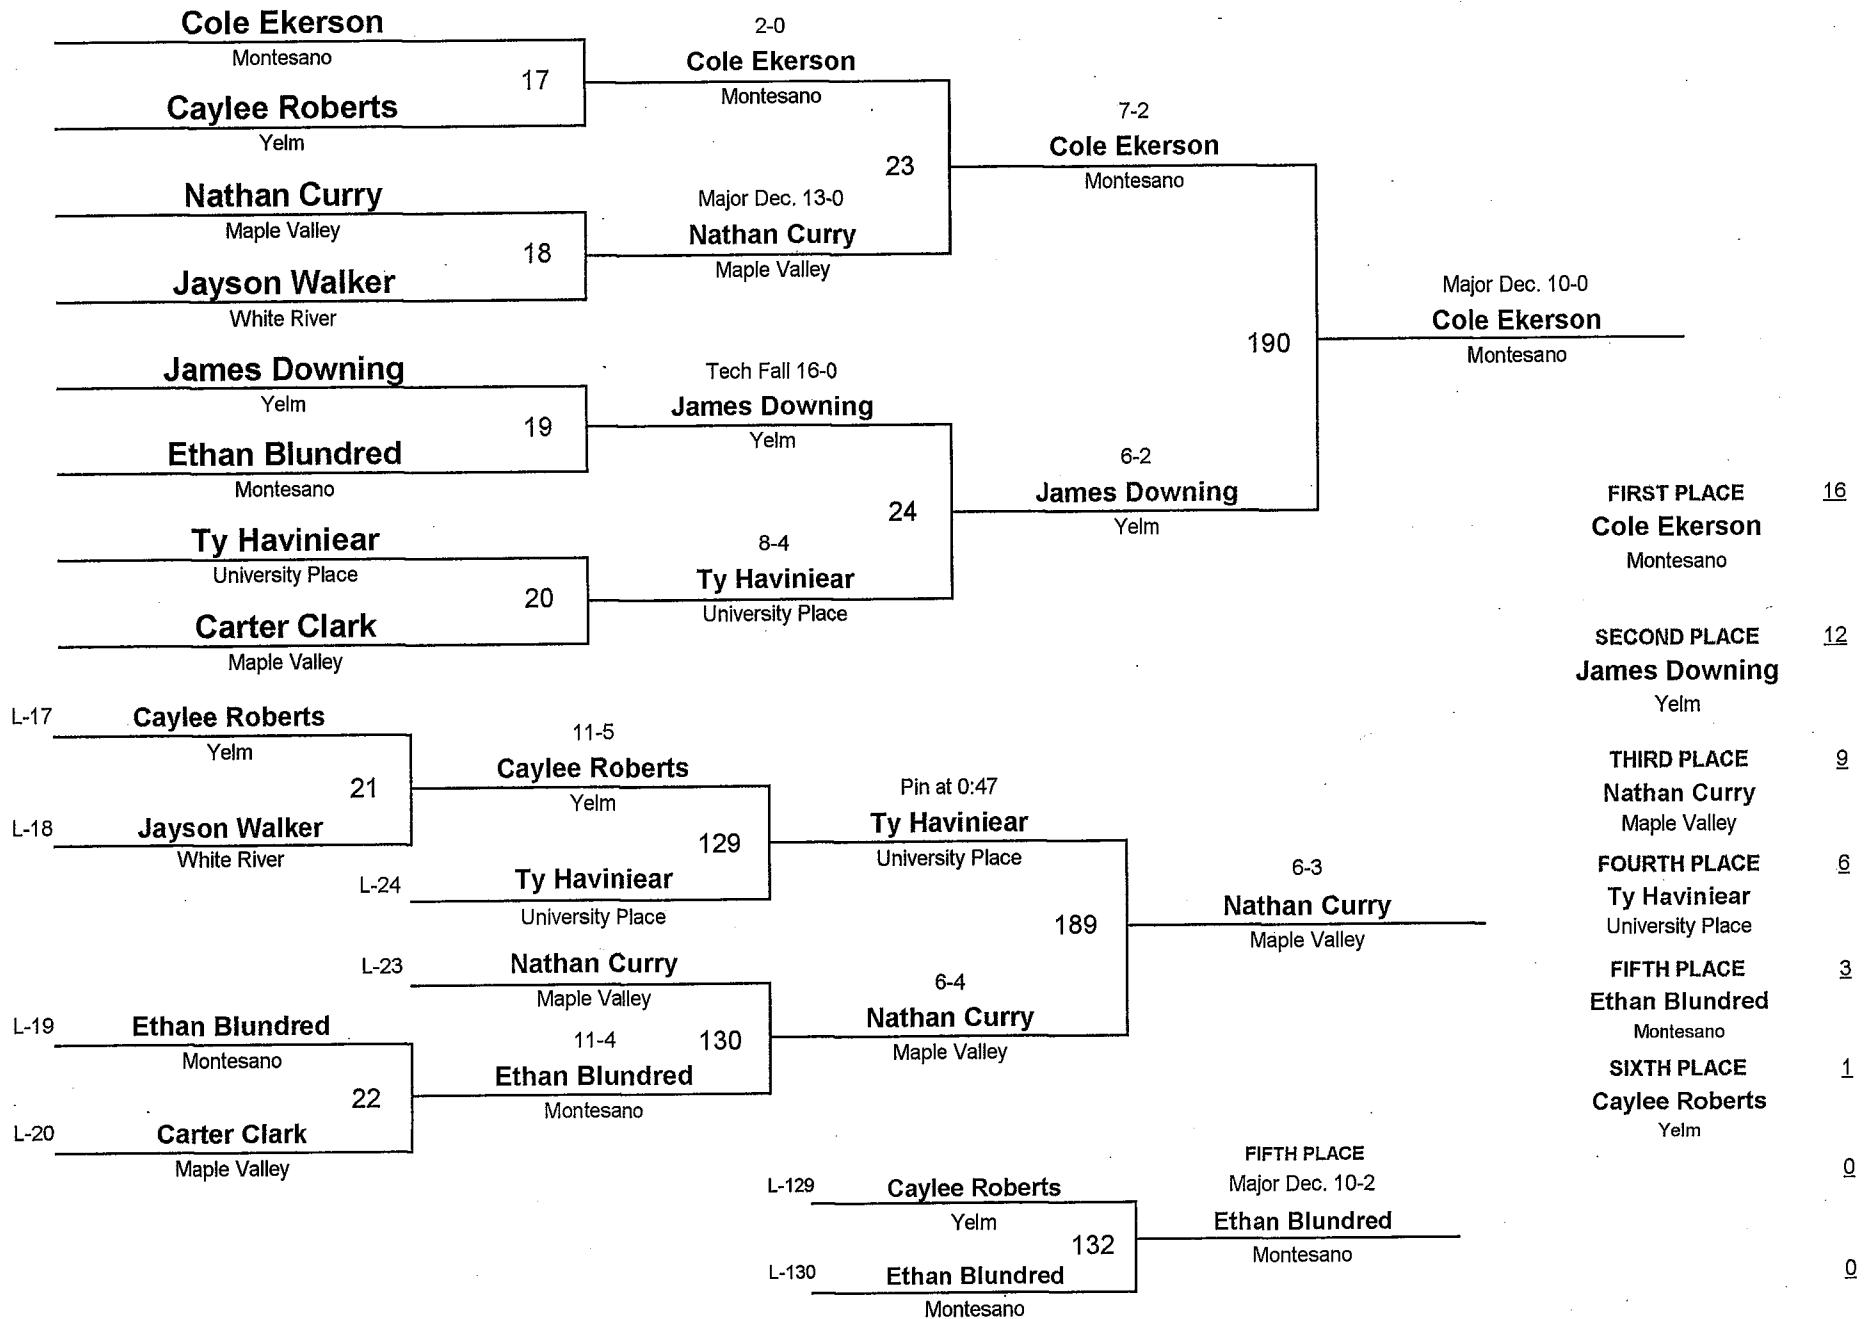 Cole Ekerson
Montesano
17
Caylee Roberts
Yelm
2-0
Cole Ekerson
Montesano
Nathan Curry
Maple Valley
18
Jayson Walker
White River
Major Dec. 13-0
Nathan Curry
Maple Valley
23
7-2
Cole Ekerson
Montesano
James Downing
Yelm
19
Ethan Blundred
Montesano
Tech Fall 16-0
James Downing
Yelm
Ty Haviniear
University Place
20
Carter Clark
Maple Valley
8-4
Ty Haviniear
University Place
24
6-2
James Downing
Yelm
190
Major Dec. 10-0
Cole Ekerson
Montesano
L-17
Caylee Roberts
Yelm
21
L-18
Jayson Walker
White River
11-5
Caylee Roberts
Yelm
129
L-24
Ty Haviniear
University Place
Pin at 0:47
Ty Haviniear
University Place
L-23
Nathan Curry
Maple Valley
L-19
Ethan Blundred
Montesano
22
L-20
Carter Clark
Maple Valley
11-4
130
Ethan Blundred
Montesano
6-4
Nathan Curry
Maple Valley
189
6-3
Nathan Curry
Maple Valley
L-129
Caylee Roberts
Yelm
132
L-130
Ethan Blundred
Montesano
FIFTH PLACE
Major Dec. 10-2
Ethan Blundred
Montesano
FIRST PLACE 16
Cole Ekerson
Montesano
SECOND PLACE 12
James Downing
Yelm
THIRD PLACE 9
Nathan Curry
Maple Valley
FOURTH PLACE 6
Ty Haviniear
University Place
FIFTH PLACE 3
Ethan Blundred
Montesano
SIXTH PLACE 1
Caylee Roberts
Yelm
0
0